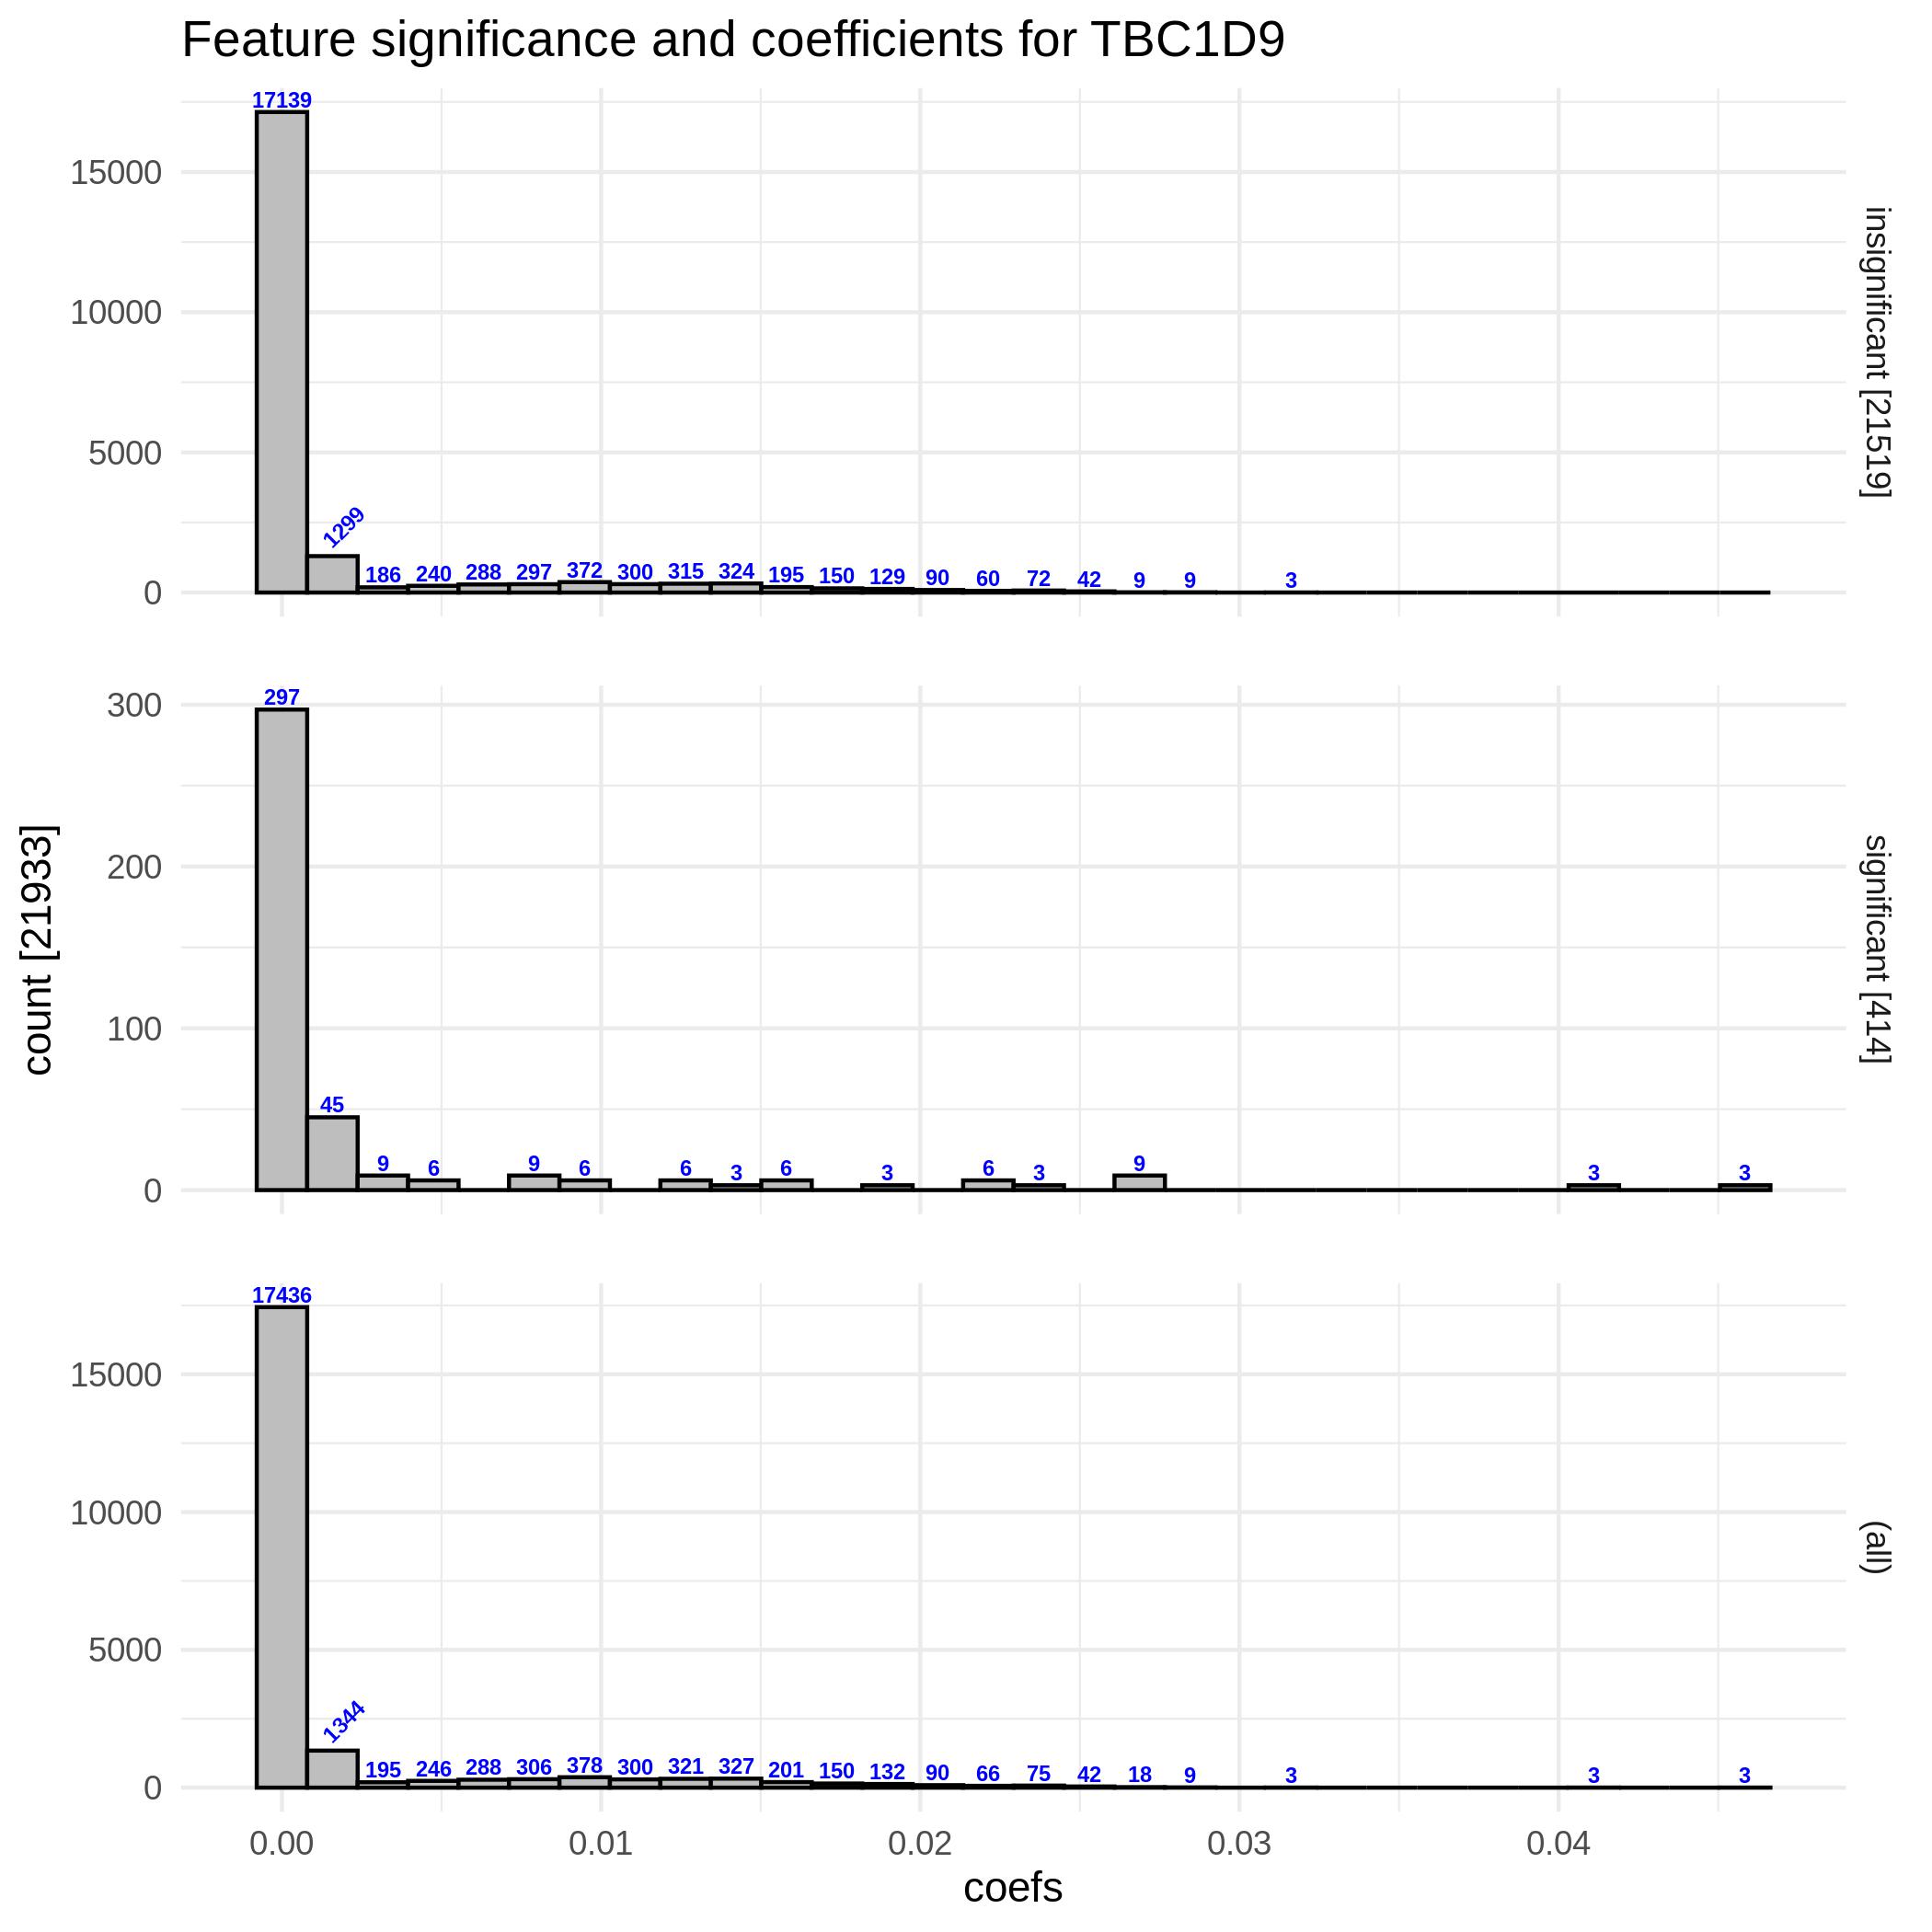 Feature significance and coefficients for TBC1D9
17139
15000
10000
5000
1299
186 240 288 297 372 300 315 324 195 150 129 90 60 72 42 9 9 3
0
insignificant [21519]
count [21933]
297
300
200
100
45
9 6 9 6 6 3 6 3 6 3 9 3 3
0
significant [414]
17436
15000
10000
5000
1344
195 246 288 306 378 300 321 327 201 150 132 90 66 75 42 18 9 3 3 3
0
(all)
0.00 0.01 0.02 0.03 0.04
coefs